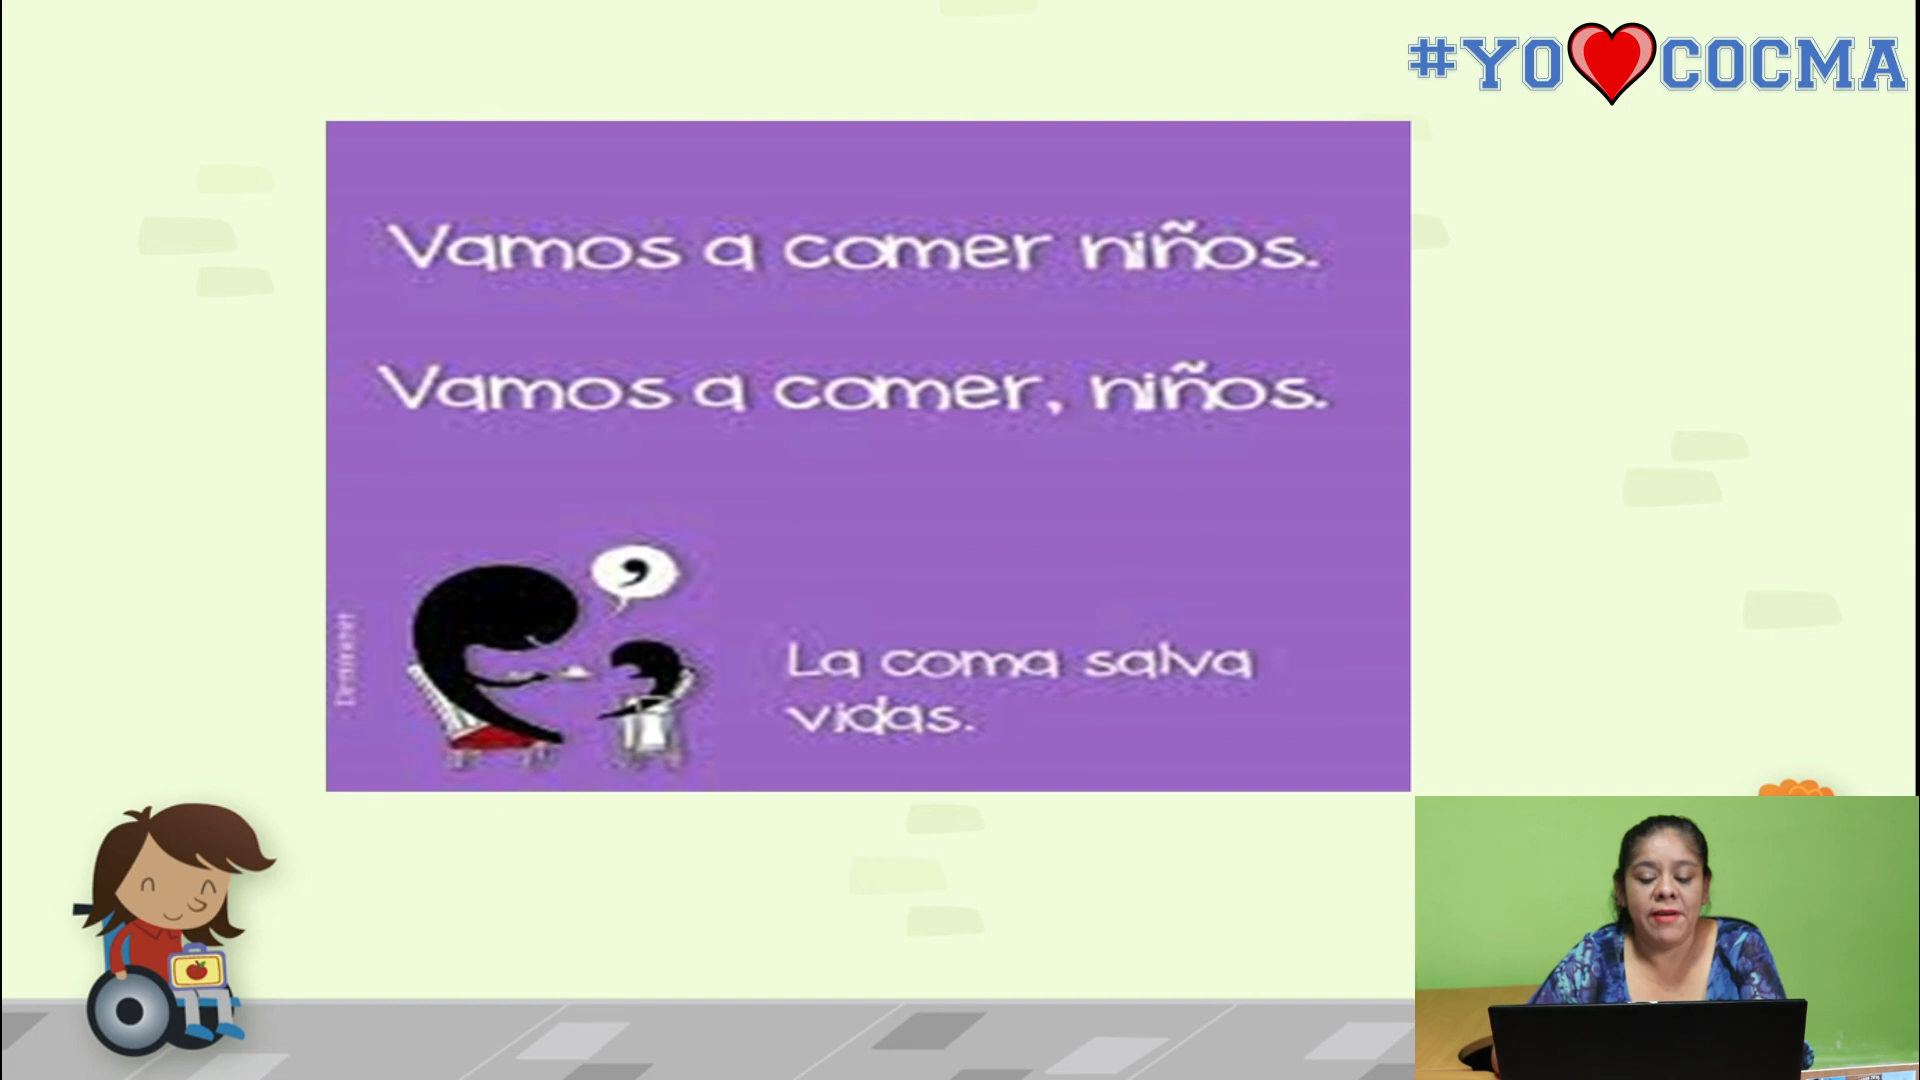 #YO COCMA
Vamos a comer niños.
Vamos a comer, niños.
,
La coma salva
vidas.